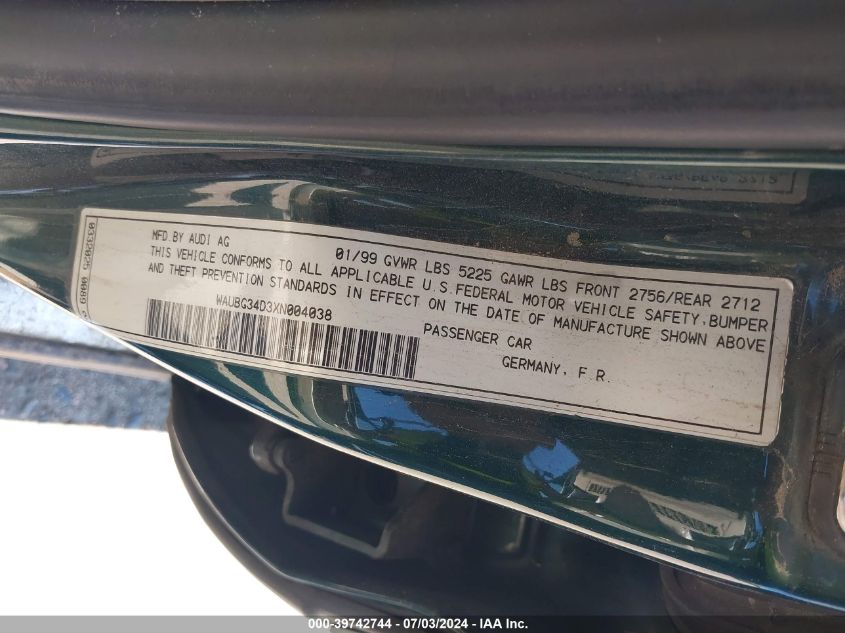 MFD.BY AUDI AG 01/99 GVWR LBS 5225 GAWR LBS FRONT 2756/REAR 2712
THIS VEHICLE CONFORMS TO ALL APPLICABLE U.S.FEDERAL MOTOR VEHICLE SAFETY,BUMPER
AND THEFT PREVENTION STANDARDS IN EFFECT ON THE DATE OF MANUFACTURE SHOWN ABOVE
WAUBG34D3XN004038 PASSENGER CAR
GERMANY, F.R.
000-39742744 - 07/03/2024 - IAA Inc.